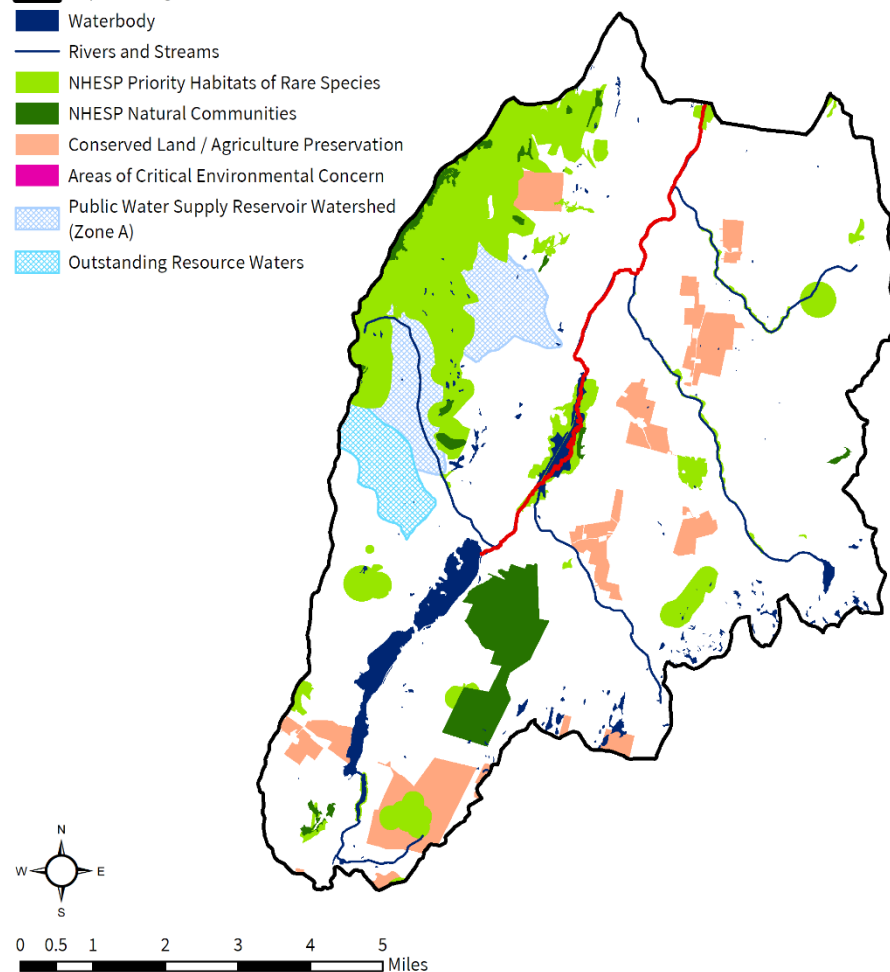 Waterbody
Rivers and Streams
NHESP Priority Habitats of Rare Species
NHESP Natural Communities
Conserved Land / Agriculture Preservation
Areas of Critical Environmental Concern
Public Water Supply Reservoir Watershed
(Zone A)
Outstanding Resource Waters
N
W E
S
0 0.5 1 2 3 4 5
Miles